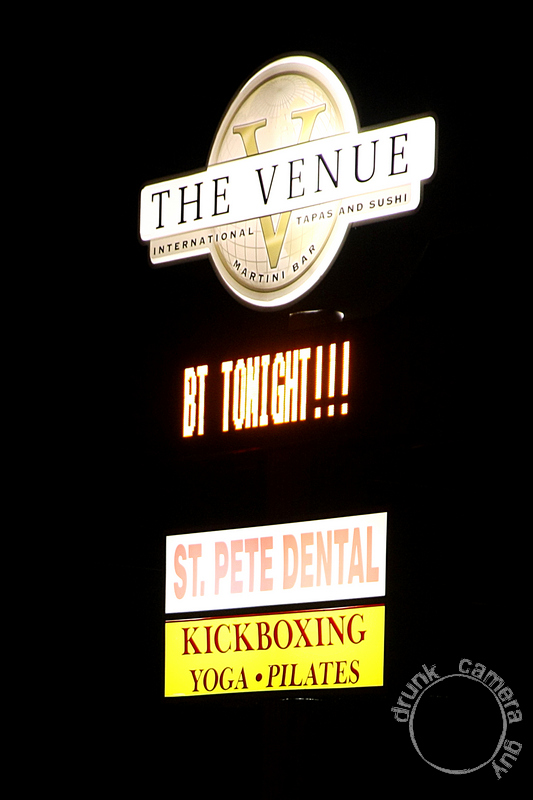 V
THE VENUE
INTERNATIONAL TAPAS AND SUSHI
MARTINI BAR
BT TONIGHT!!!
ST. PETE DENTAL
KICKBOXING
YOGA • PILATES
drunk camera guy